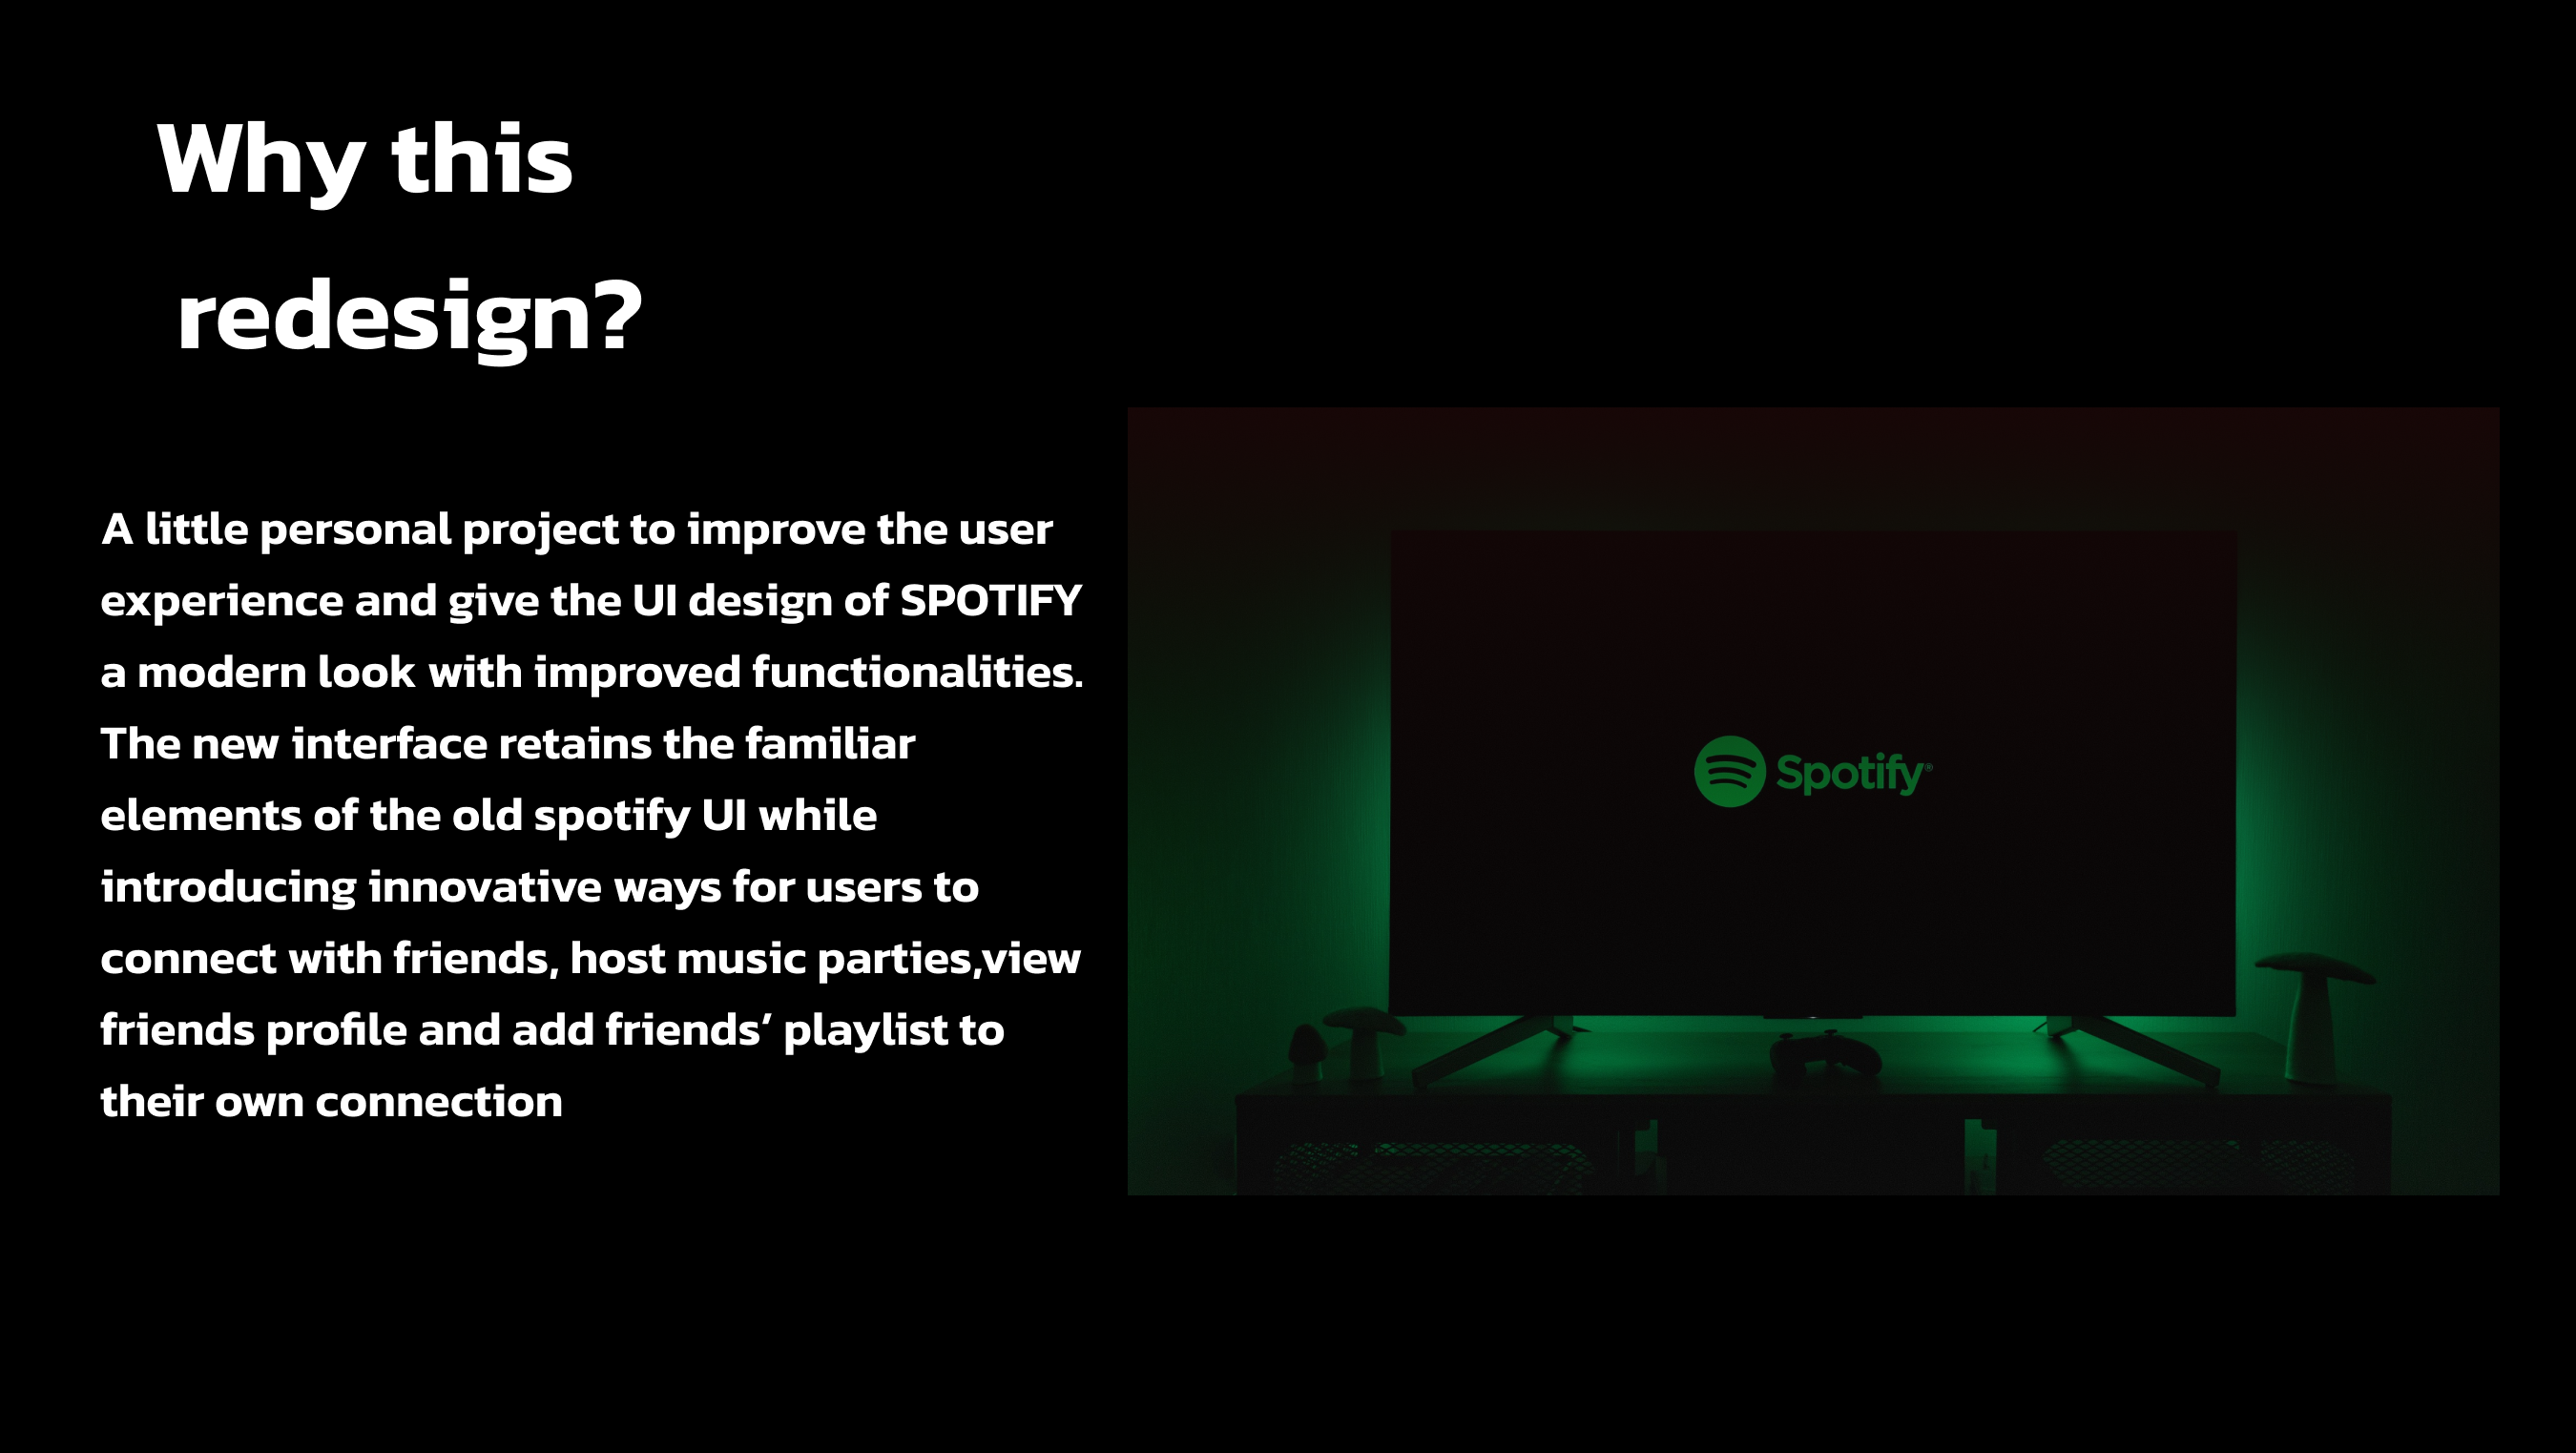 Why this
redesign?
A little personal project to improve the user
experience and give the UI design of SPOTIFY
a modern look with improved functionalities.
The new interface retains the familiar
elements of the old spotify UI while
introducing innovative ways for users to
connect with friends, host music parties,view
friends profile and add friends’ playlist to
their own connection
Spotify®